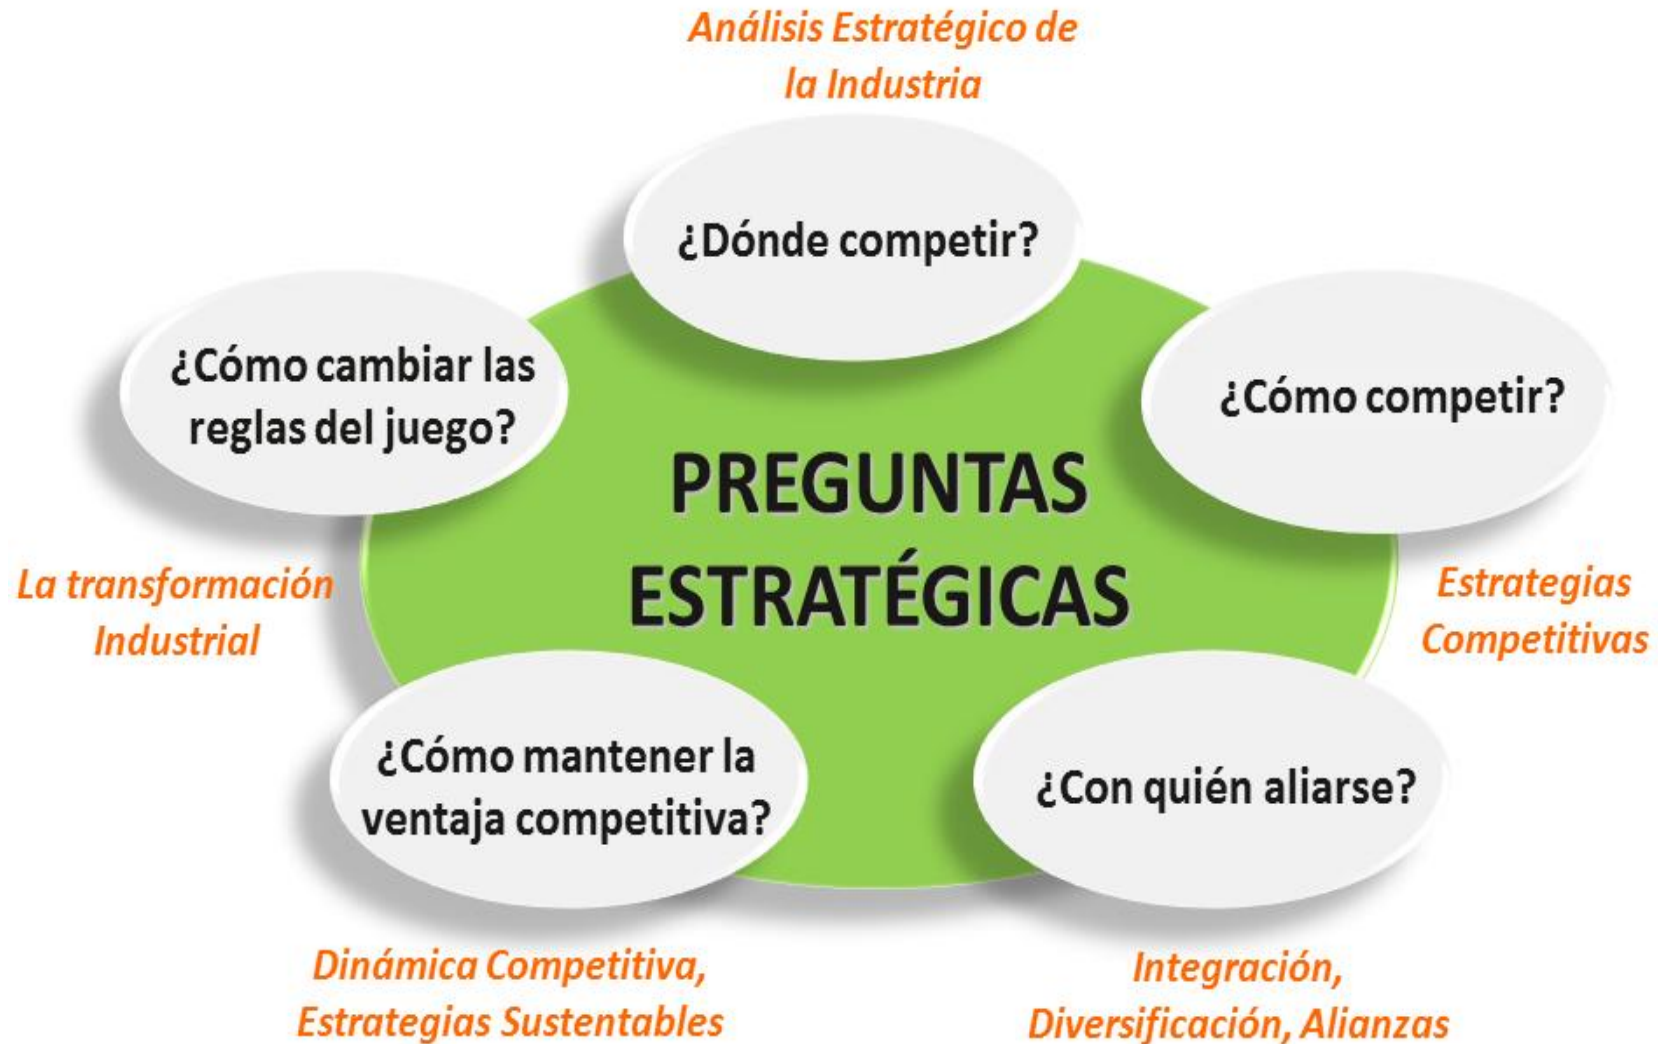 Análisis Estratégico de
la Industria
¿Dónde competir?
¿Cómo cambiar las
reglas del juego?
¿Cómo competir?
PREGUNTAS
ESTRATÉGICAS
La transformación
Industrial
Estrategias
Competitivas
¿Cómo mantener la
ventaja competitiva?
¿Con quién aliarse?
Dinámica Competitiva,
Estrategias Sustentables
Integración,
Diversificación, Alianzas